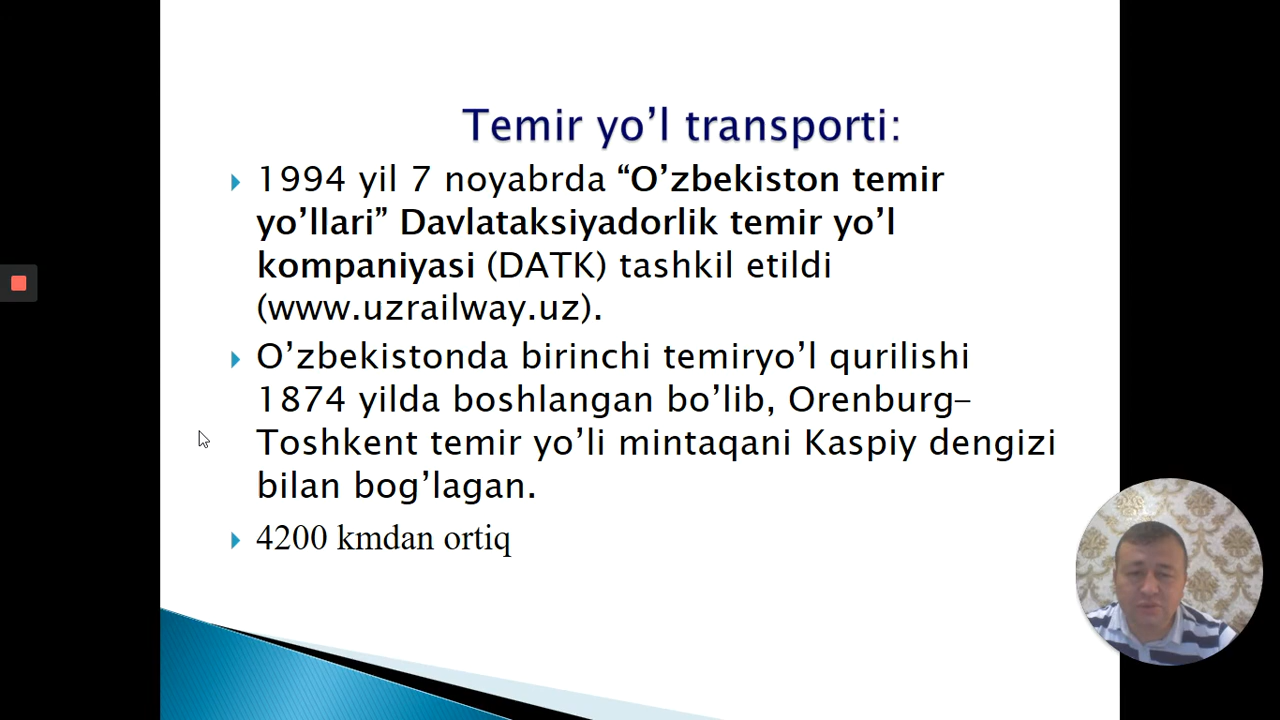 Temir yo’l transporti:
1994 yil 7 noyabrda “O’zbekiston temir
yo’llari” Davlataksiyadorlik temir yo’l
kompaniyasi (DATK) tashkil etildi
(www.uzrailway.uz).
O’zbekistonda birinchi temiryo’l qurilishi
1874 yilda boshlangan bo’lib, Orenburg–
Toshkent temir yo’li mintaqani Kaspiy dengizi
bilan bog’lagan.
4200 kmdan ortiq